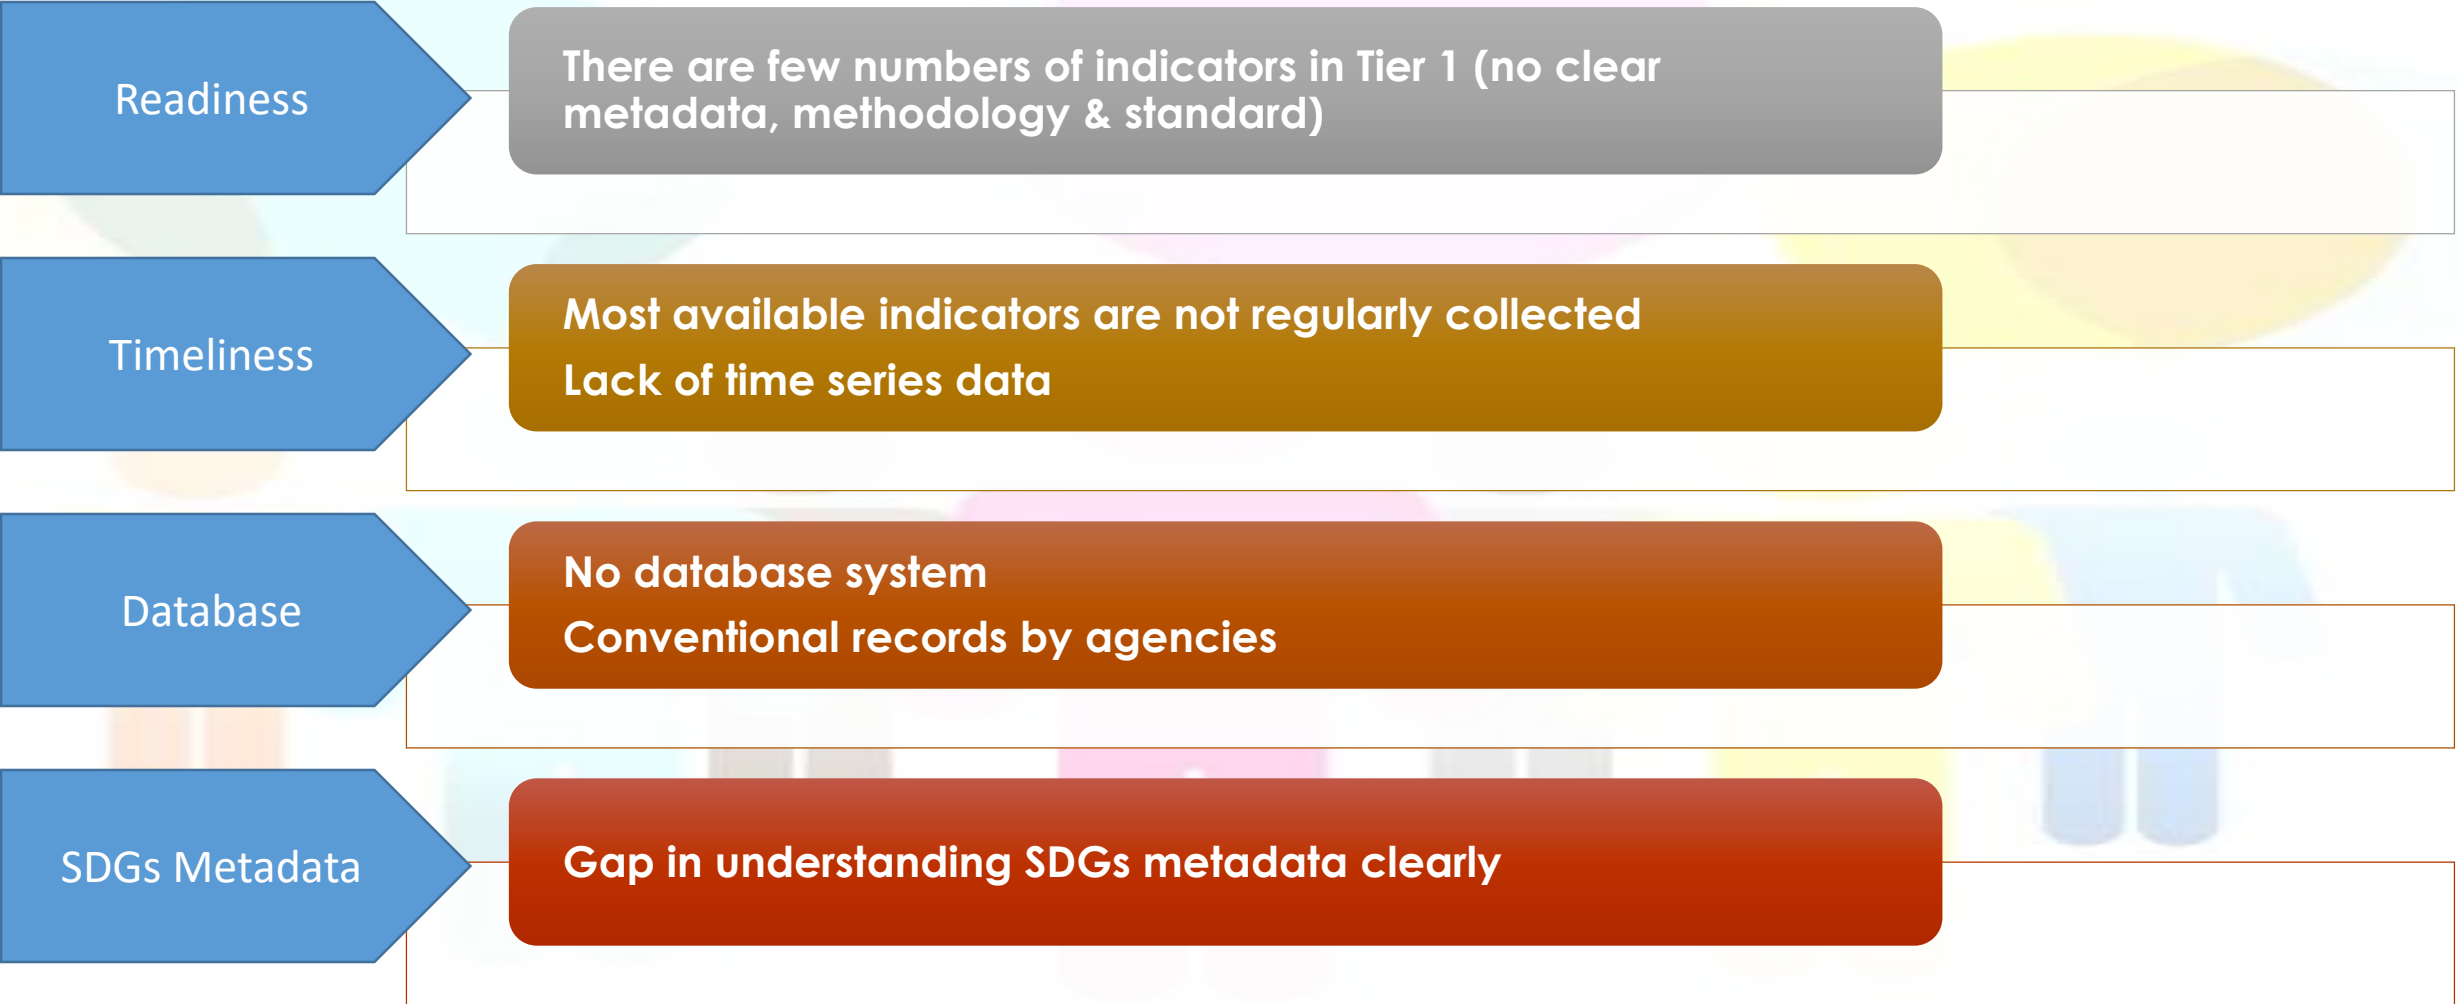 Readiness
There are few numbers of indicators in Tier 1 (no clear
metadata, methodology & standard)
Timeliness
Most available indicators are not regularly collected
Lack of time series data
Database
No database system
Conventional records by agencies
SDGs Metadata
Gap in understanding SDGs metadata clearly